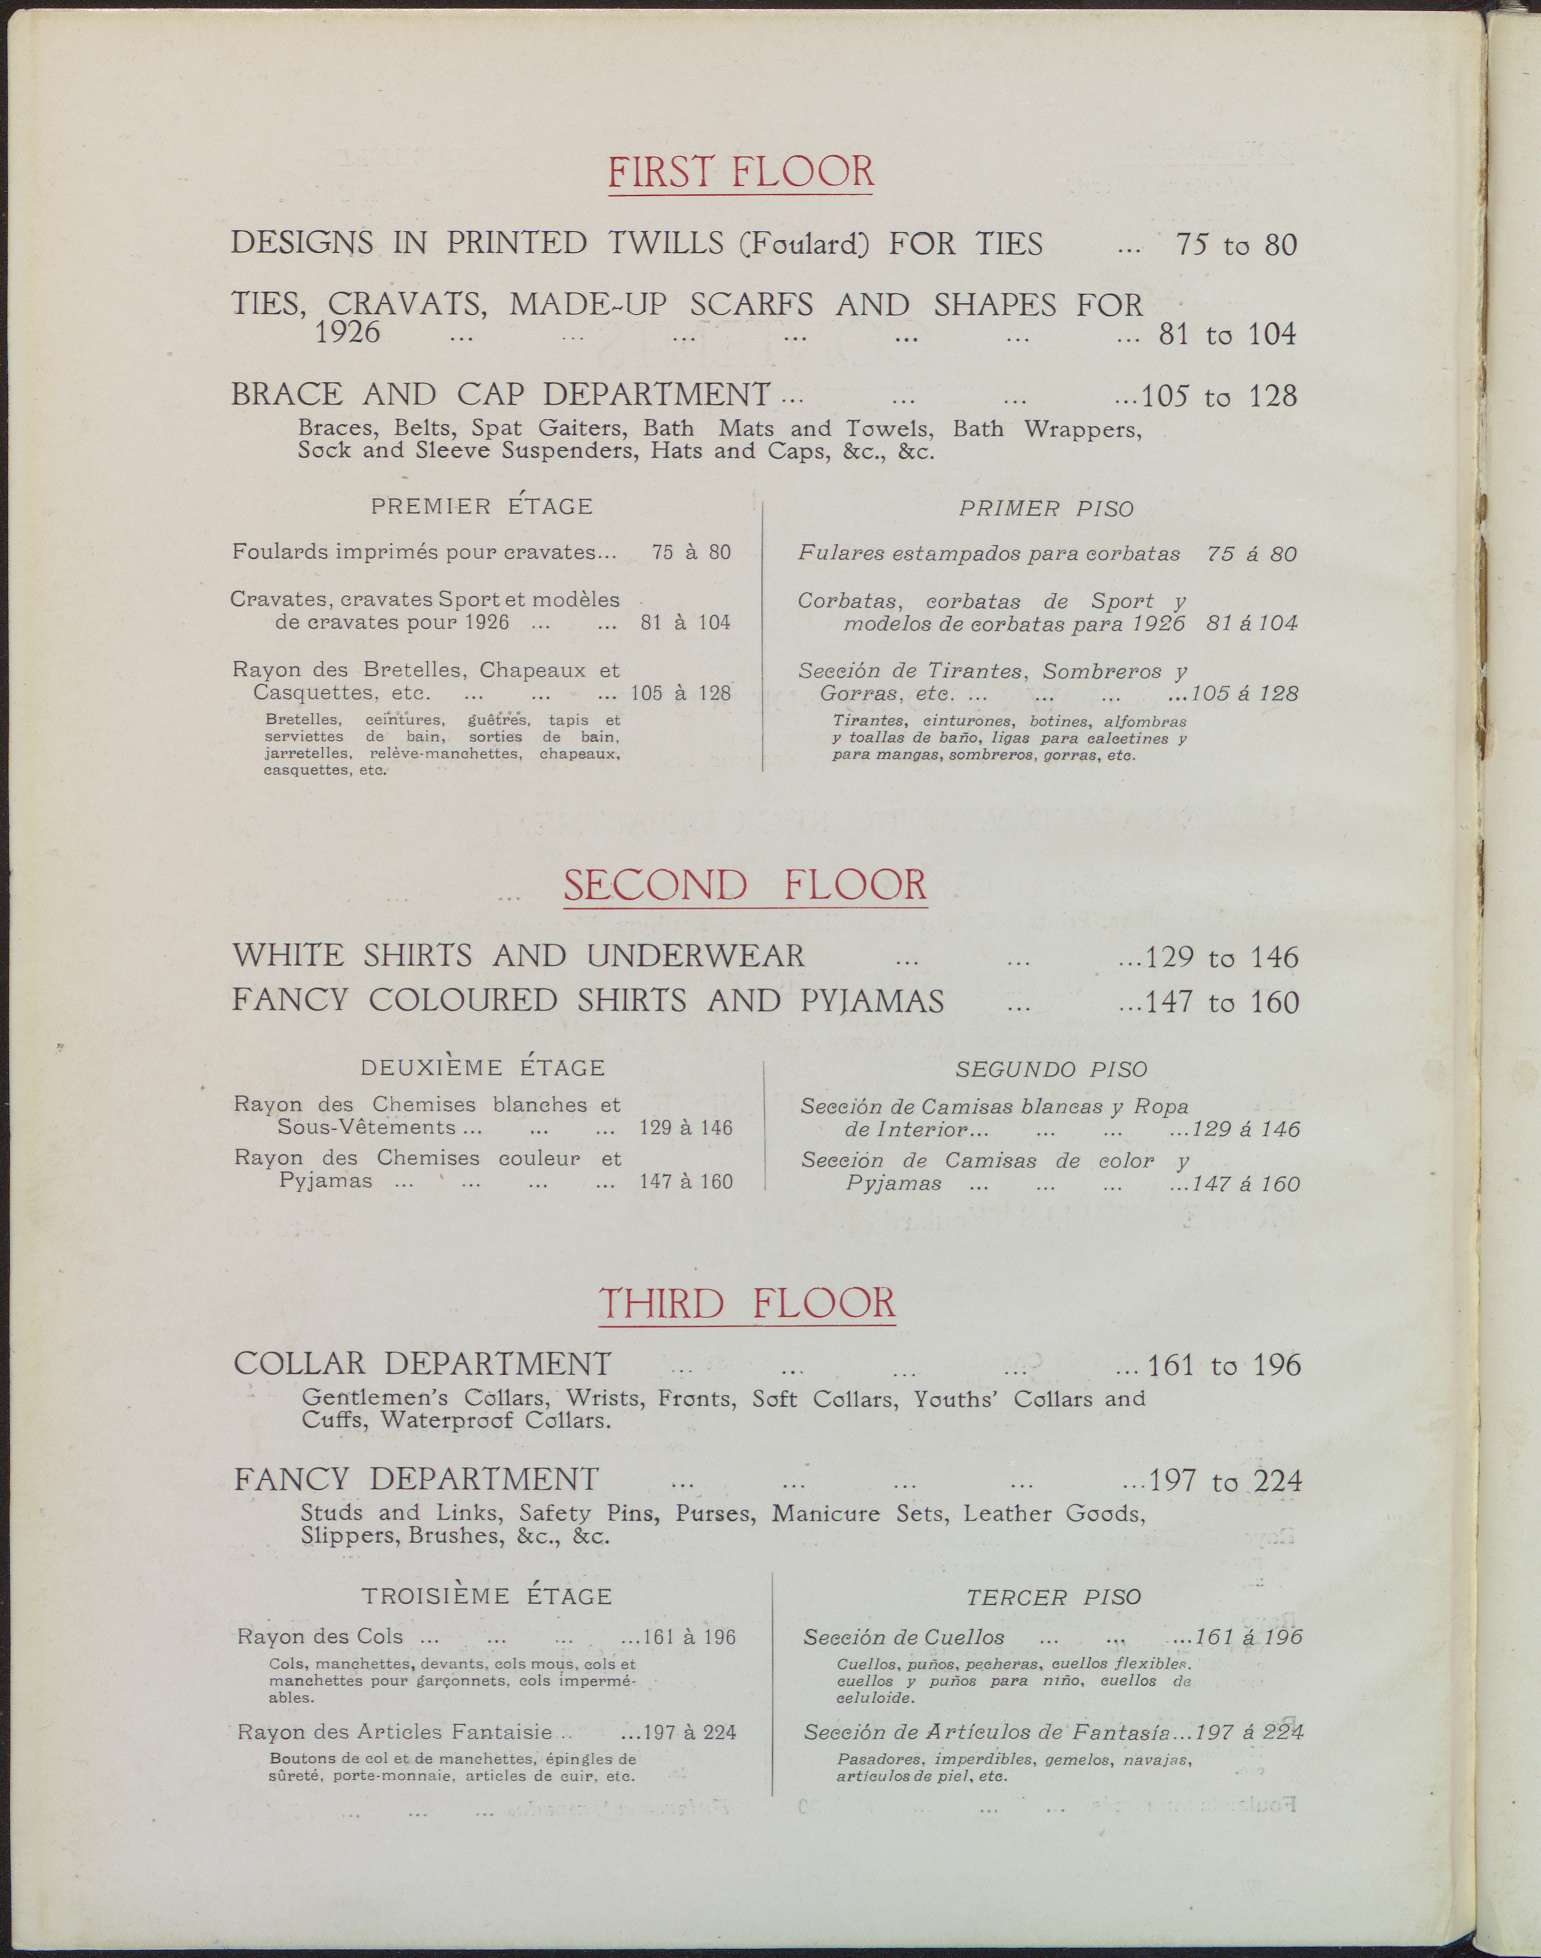 FIRST FLOOR
DESIGNS IN PRINTED TWILLS (Foulard) FOR TIES ... 75 to 80
TIES, CRAVATS, MADE-UP SCARFS AND SHAPES FOR
1926 ... ... ... ... ... ... ... 81 to 104
BRACE AND CAP DEPARTMENT ... ... ... ...105 to 128
Braces, Belts, Spat Gaiters, Bath Mats and Towels, Bath Wrappers,
Sock and Sleeve Suspenders, Hats and Caps, &c., &c.
PREMIER ÉTAGE
Foulards imprimés pour cravates... 75 à 80
Cravates, cravates Sport et modèles
de cravates pour 1926 ... ... 81 à 104
Rayon des Bretelles, Chapeaux et
Casquettes, etc. ... ... ... 105 à 128
Bretelles, ceintures, guêtres, tapis et
serviettes de bain, sorties de bain,
jarretelles, relève-manchettes, chapeaux,
casquettes, etc.
PRIMER PISO
Fulares estampados para corbatas 75 á 80
Corbatas, corbatas de Sport y
modelos de corbatas para 1926 81 á 104
Sección de Tirantes, Sombreros y
Gorras, etc. ... ... ... ...105 á 128
Tirantes, cinturones, botines, alfombras
y toallas de baño, ligas para calcetines y
para mangas, sombreros, gorras, etc.
SECOND FLOOR
WHITE SHIRTS AND UNDERWEAR ... ... ...129 to 146
FANCY COLOURED SHIRTS AND PYJAMAS ... ...147 to 160
DEUXIÈME ÉTAGE
Rayon des Chemises blanches et
Sous-Vêtements ... ... ... 129 à 146
Rayon des Chemises couleur et
Pyjamas ... ... ... ... 147 à 160
SEGUNDO PISO
Sección de Camisas blancas y Ropa
de Interior... ... ... ...129 á 146
Sección de Camisas de color y
Pyjamas ... ... ... ...147 á 160
THIRD FLOOR
COLLAR DEPARTMENT ... ... ... ... ... 161 to 196
Gentlemen's Collars, Wrists, Fronts, Soft Collars, Youths' Collars and
Cuffs, Waterproof Collars.
FANCY DEPARTMENT ... ... ... ... ...197 to 224
Studs and Links, Safety Pins, Purses, Manicure Sets, Leather Goods,
Slippers, Brushes, &c., &c.
TROISIÈME ÉTAGE
Rayon des Cols ... ... ... ...161 à 196
Cols, manchettes, devants, cols mous, cols et
manchettes pour garçonnets, cols impermé-
ables.
Rayon des Articles Fantaisie ... ...197 à 224
Boutons de col et de manchettes, épingles de
sûreté, porte-monnaie, articles de cuir, etc.
TERCER PISO
Sección de Cuellos ... ... ...161 á 196
Cuellos, puños, pecheras, cuellos flexibles,
cuellos y puños para niño, cuellos de
celuloide.
Sección de Artículos de Fantasía...197 á 224
Pasadores, imperdibles, gemelos, navajas,
articulos de piel, etc.